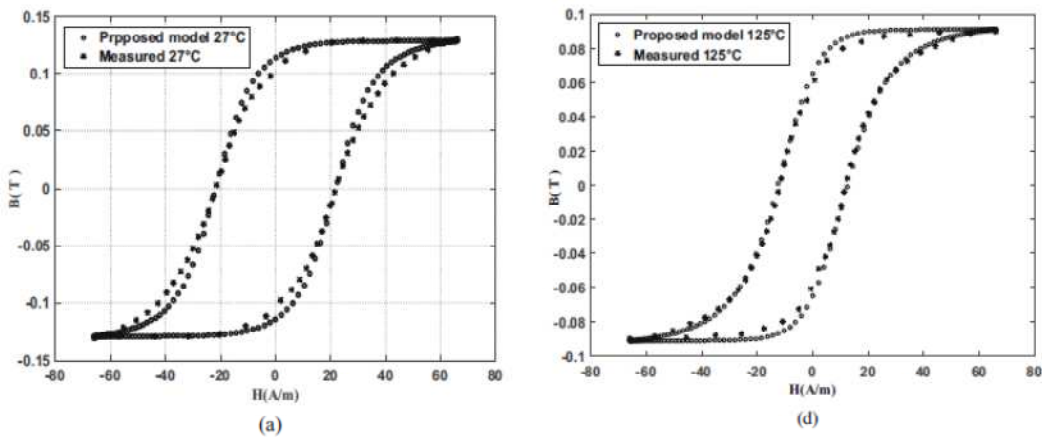 0.15
0.1
0.05
0
-0.05
-0.1
-0.15
B(T)
-80 -60 -40 -20 0 20 40 60 80
H(A/m)
Prpposed model 27°C
Measured 27°C
(a)
0.1
0.08
0.06
0.04
0.02
0
-0.02
-0.04
-0.06
-0.08
-0.1
B(T)
-80 -60 -40 -20 0 20 40 60 80
H(A/m)
Proposed model 125°C
Measured 125°C
(d)